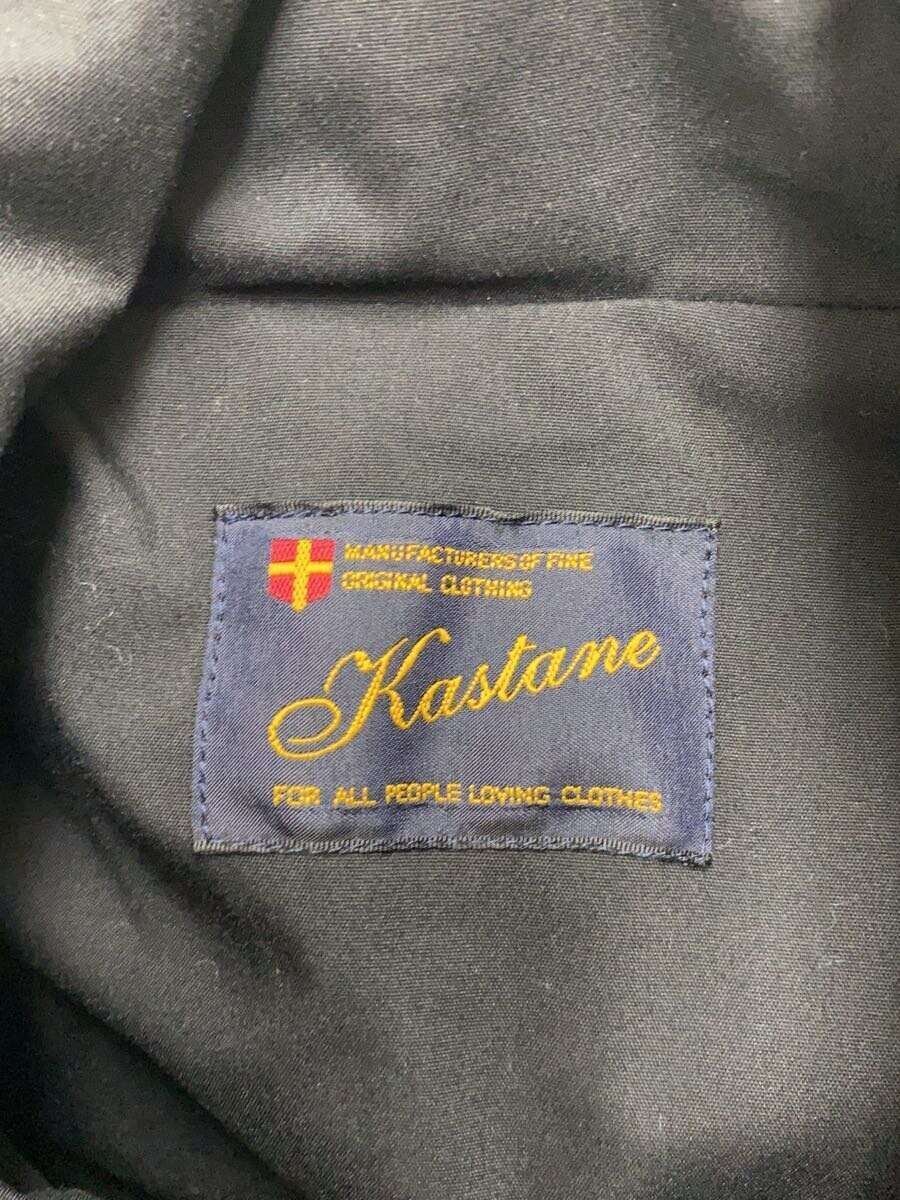 MANUFACTURERS OF FINE
ORIGINAL CLOTHING
Kastane
FOR ALL PEOPLE LOVING CLOTHES